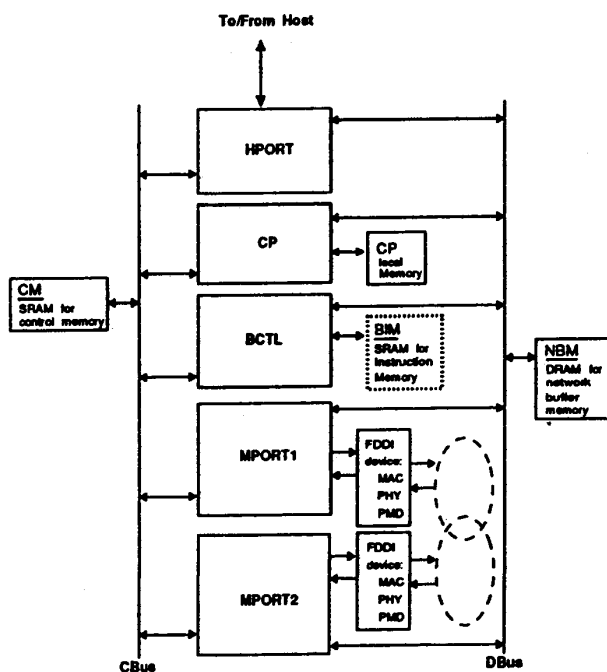 To/From Host
HPORT
CP
CP
local
Memory
CM
SRAM for
control memory
BCTL
BIM
SRAM for
Instruction
Memory
NBM
DRAM for
network
buffer
memory
MPORT1
FDDI
device:
MAC
PHY
PMD
MPORT2
FDDI
device:
MAC
PHY
PMD
CBus
DBus